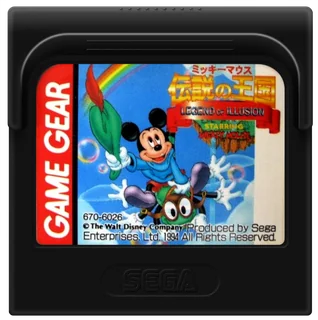 GAME GEAR
ミッキーマウス
伝説の王国
LEGEND OF ILLUSION
STARRING
670-6026
© The Walt Disney Company Produced by Sega
Enterprises, Ltd. 1994 All Rights Reserved.
SEGA